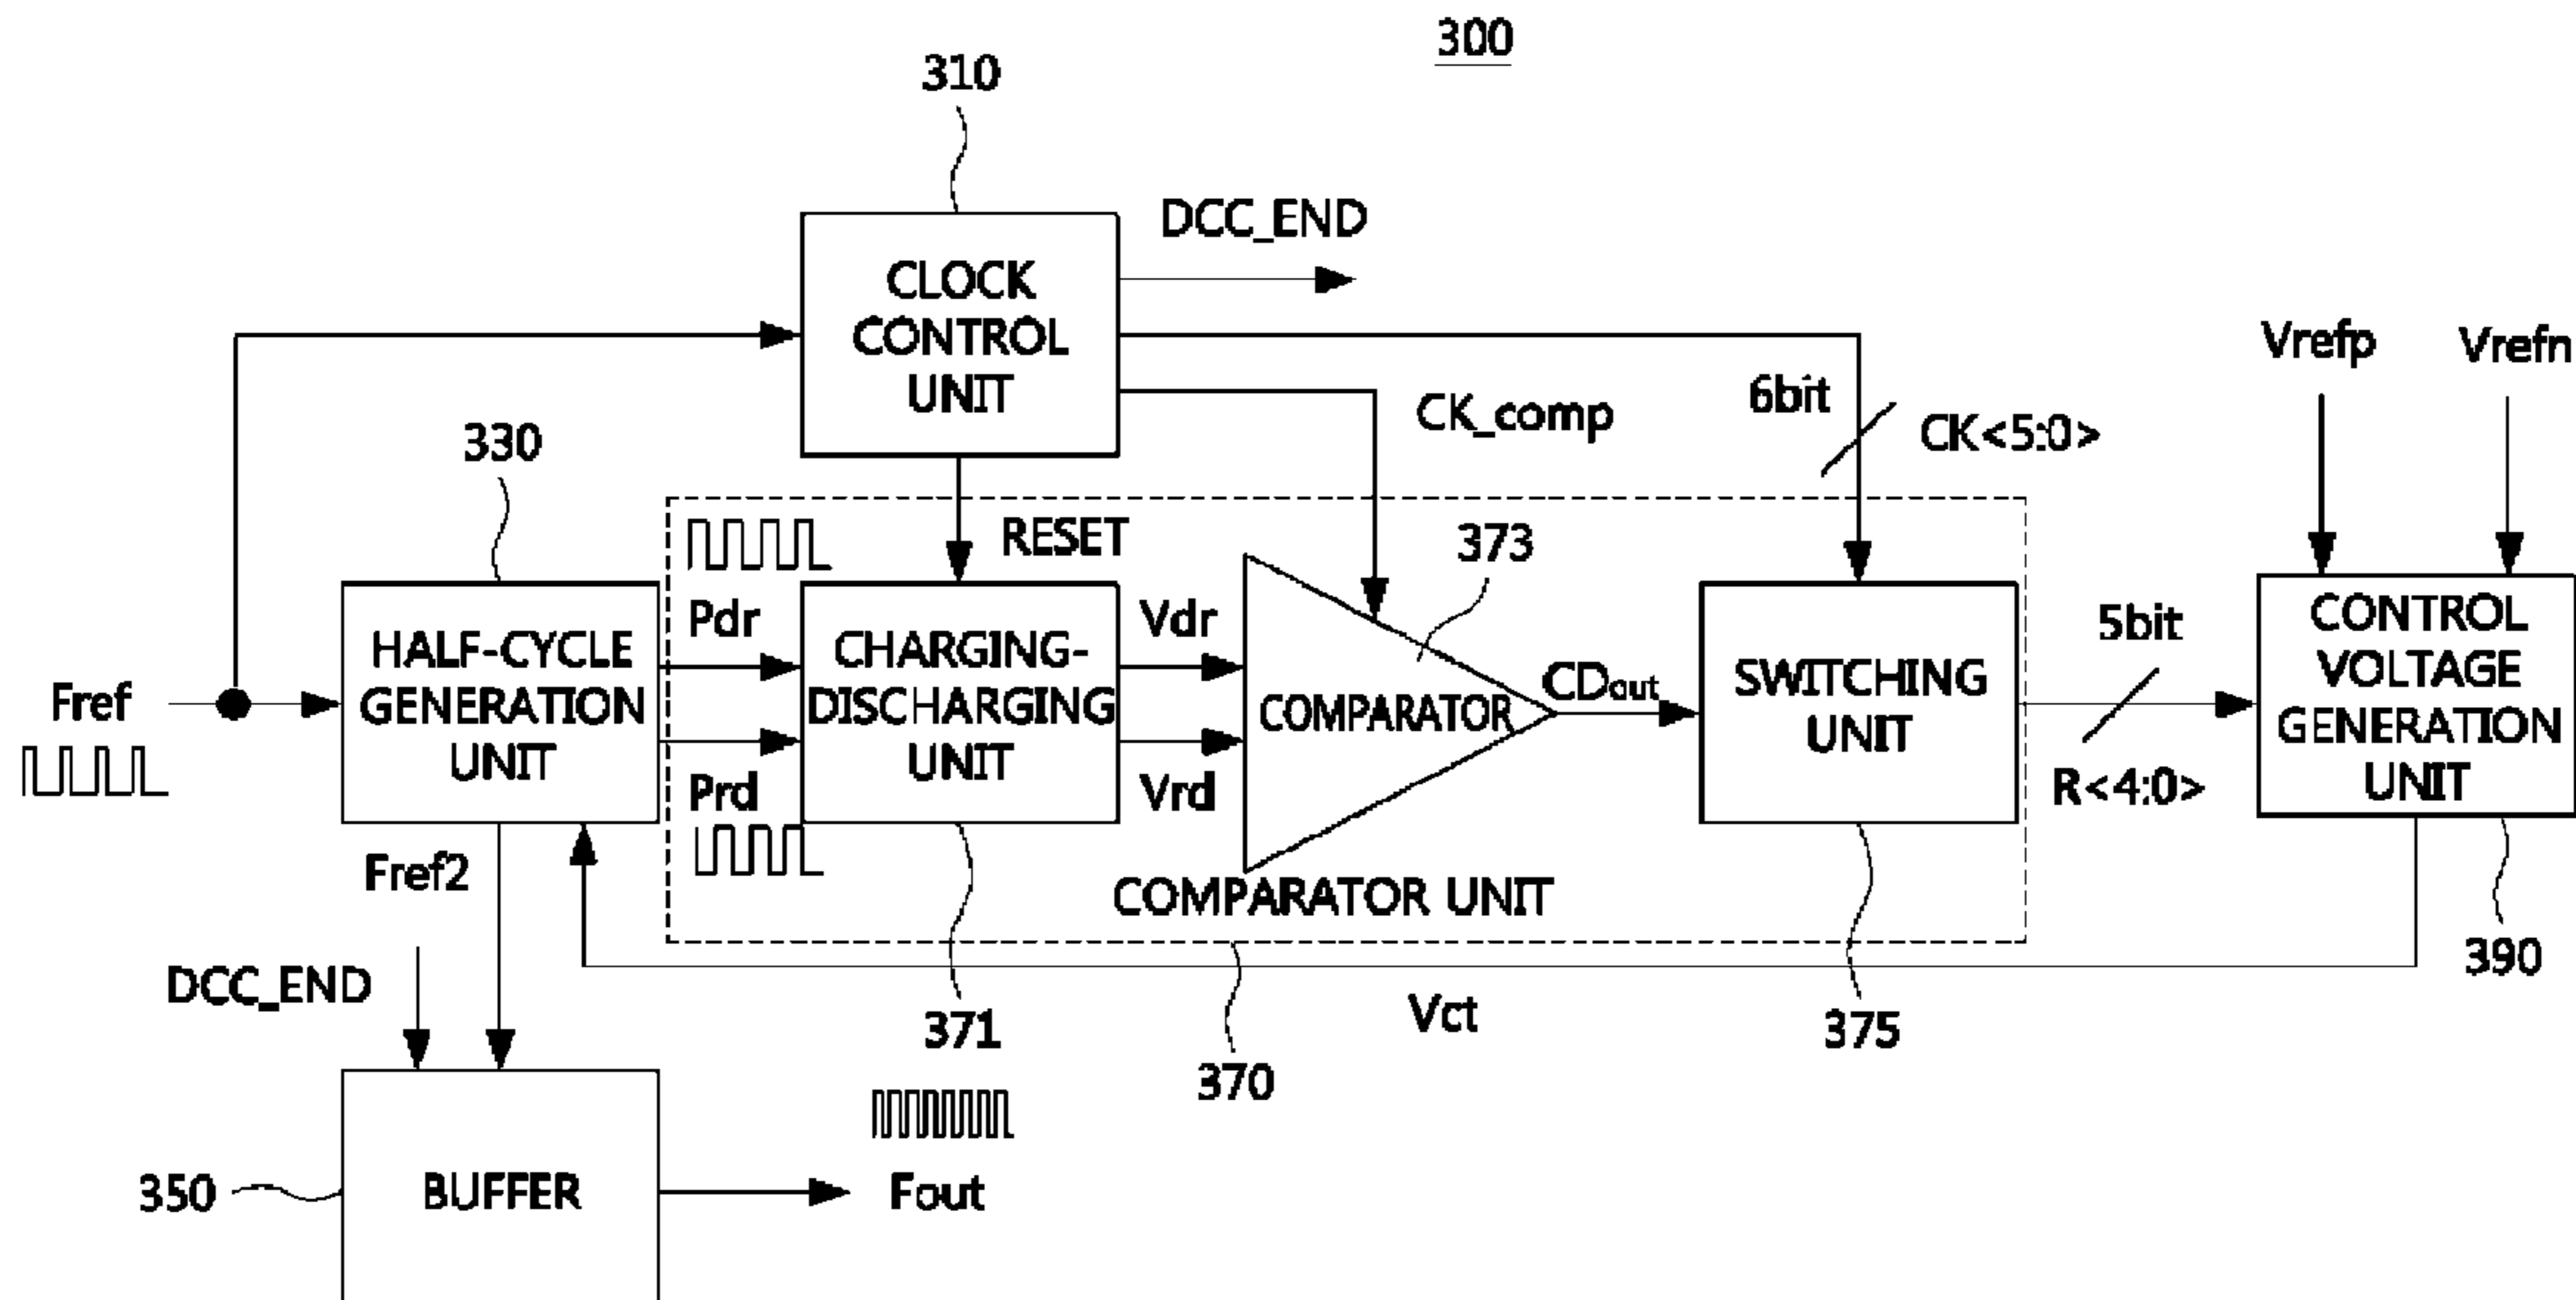 300
310
DCC_END
CLOCK
CONTROL
UNIT
Vrefp
Vrefn
6bit
CK_comp
CK<5:0>
330
RESET
373
Pdr
Vdr
HALF-CYCLE
GENERATION
UNIT
CHARGING-
DISCHARGING
UNIT
COMPARATOR
CDout
SWITCHING
UNIT
5bit
CONTROL
VOLTAGE
GENERATION
UNIT
Fref
Prd
Vrd
R<4:0>
Fref2
COMPARATOR UNIT
DCC_END
371
370
Vct
375
390
350
BUFFER
Fout